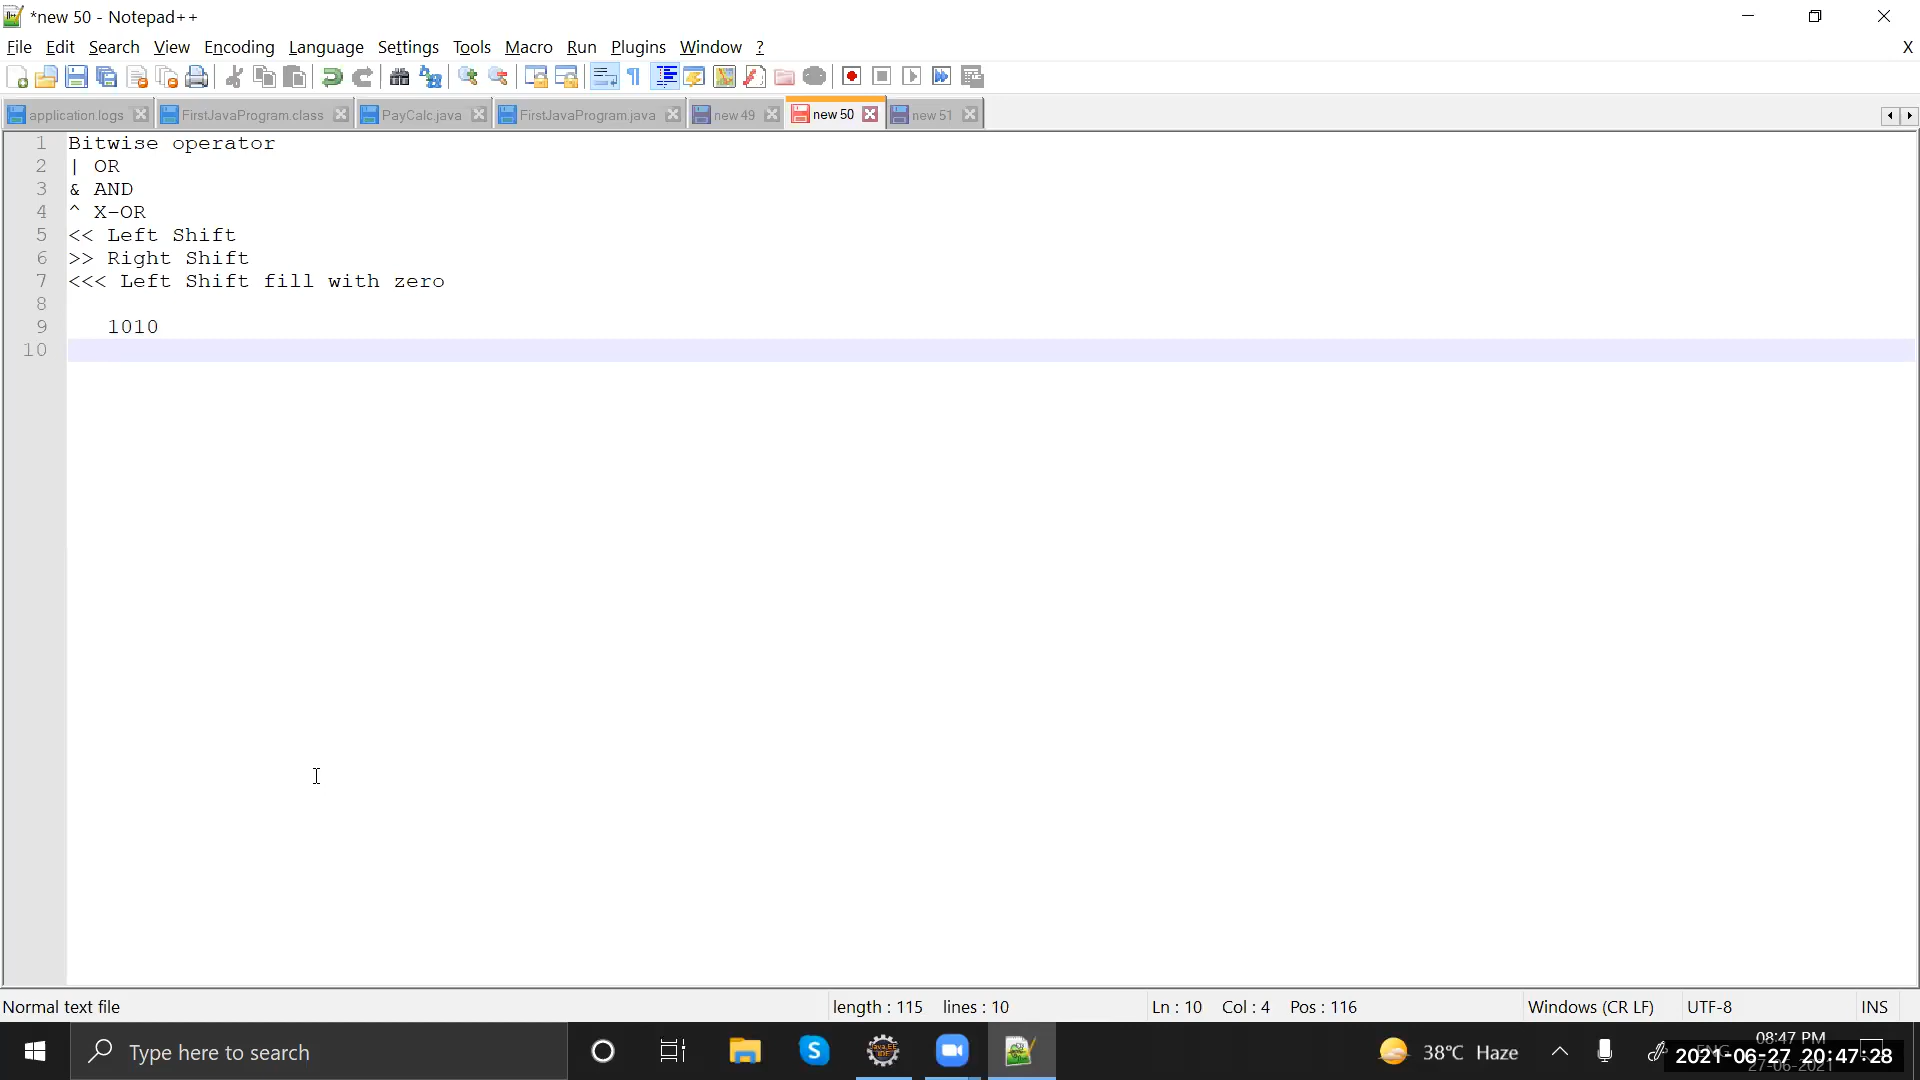 *new 50 - Notepad++
File Edit Search View Encoding Language Settings Tools Macro Run Plugins Window ?
X
application.logs FirstJavaProgram.class PayCalc.java FirstJavaProgram.java new 49 new 50 new 51
1 Bitwise operator
2 | OR
3 & AND
4 ^ X-OR
5 << Left Shift
6 >> Right Shift
7 <<< Left Shift fill with zero
8
9 1010
10
Normal text file length : 115 lines : 10 Ln : 10 Col : 4 Pos : 116 Windows (CR LF) UTF-8 INS
Type here to search
38°C Haze
ENG
08:47 PM
2021-06-27 20:47:28
27-06-2021